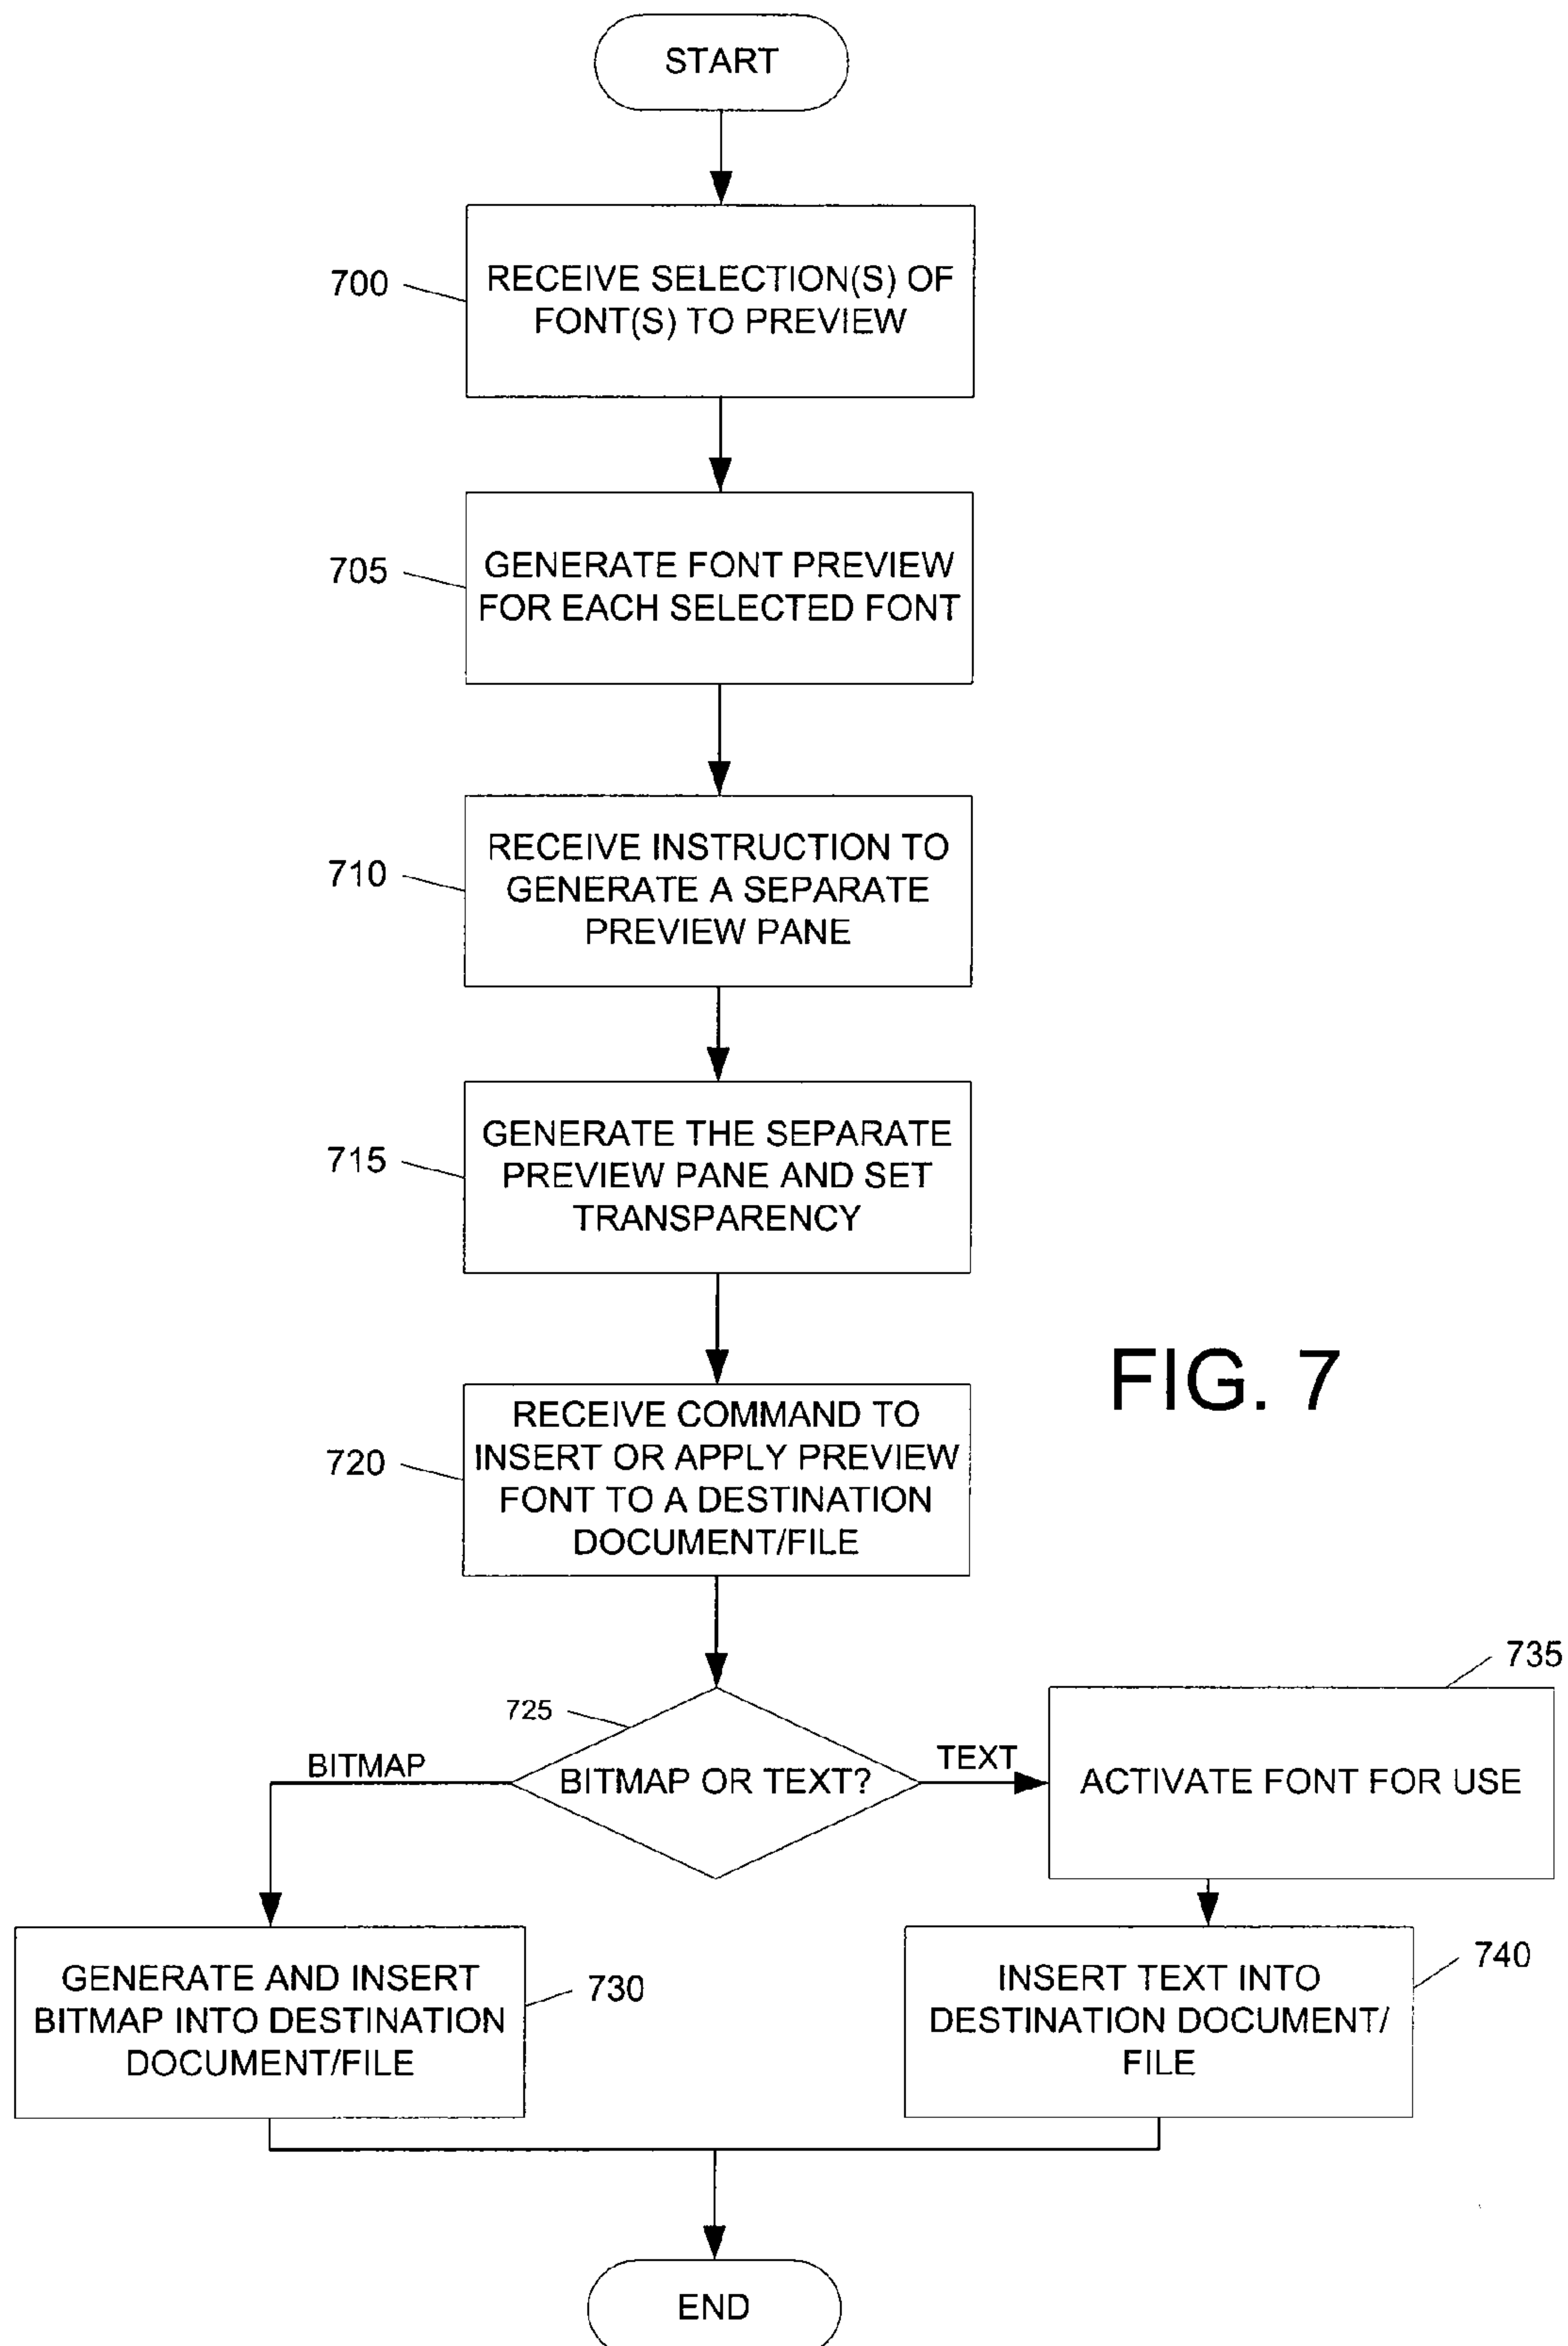 START
700
RECEIVE SELECTION(S) OF
FONT(S) TO PREVIEW
705
GENERATE FONT PREVIEW
FOR EACH SELECTED FONT
710
RECEIVE INSTRUCTION TO
GENERATE A SEPARATE
PREVIEW PANE
715
GENERATE THE SEPARATE
PREVIEW PANE AND SET
TRANSPARENCY
FIG. 7
720
RECEIVE COMMAND TO
INSERT OR APPLY PREVIEW
FONT TO A DESTINATION
DOCUMENT/FILE
725
BITMAP OR TEXT?
BITMAP
TEXT
735
ACTIVATE FONT FOR USE
GENERATE AND INSERT
BITMAP INTO DESTINATION
DOCUMENT/FILE
730
INSERT TEXT INTO
DESTINATION DOCUMENT/
FILE
740
END